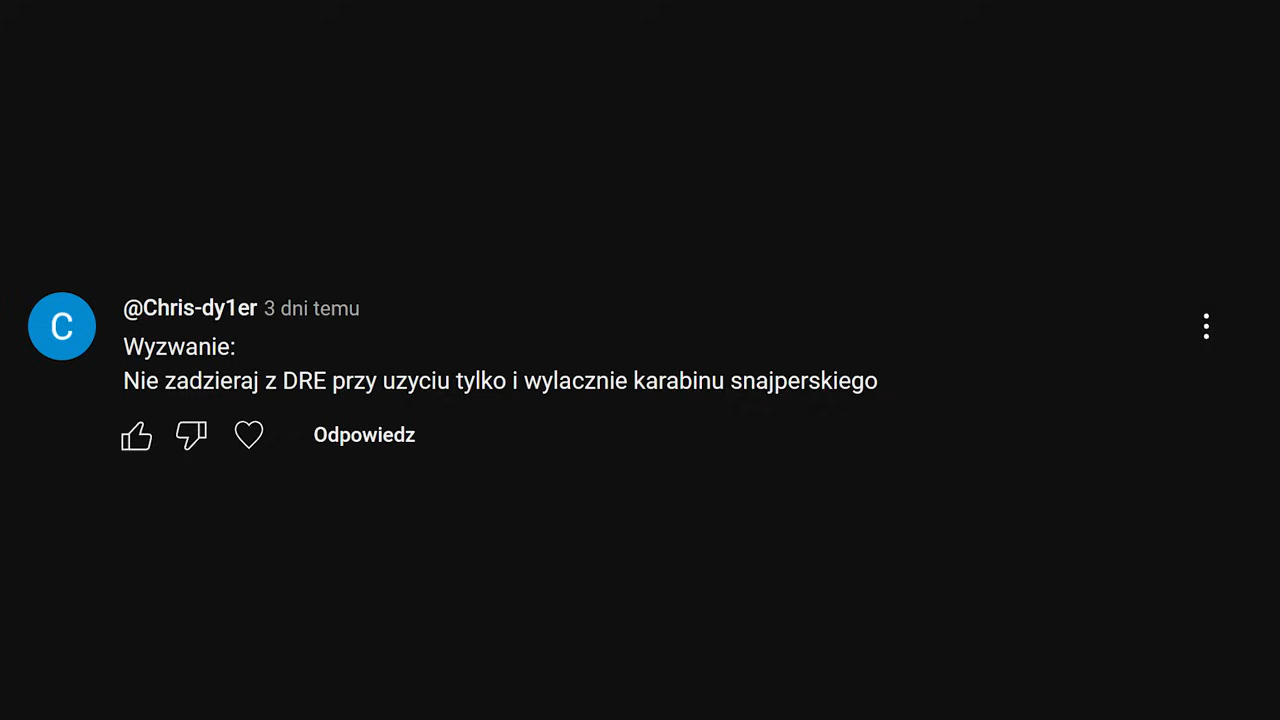 C
@Chris-dy1er 3 dni temu
Wyzwanie:
Nie zadzieraj z DRE przy uzyciu tylko i wylacznie karabinu snajperskiego
Odpowiedz